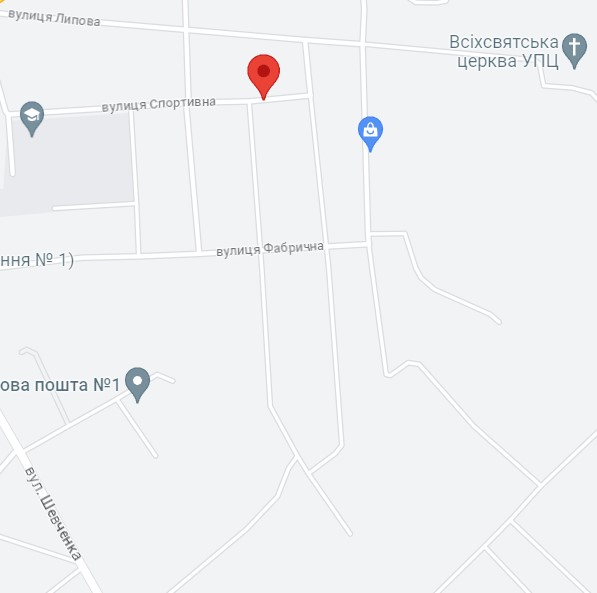 вулиця Липова
Всіхсвятська
церква УПЦ
вулиця Спортивна
вулиця Фабрична
ння № 1)
ова пошта №1
вул. Шевченка